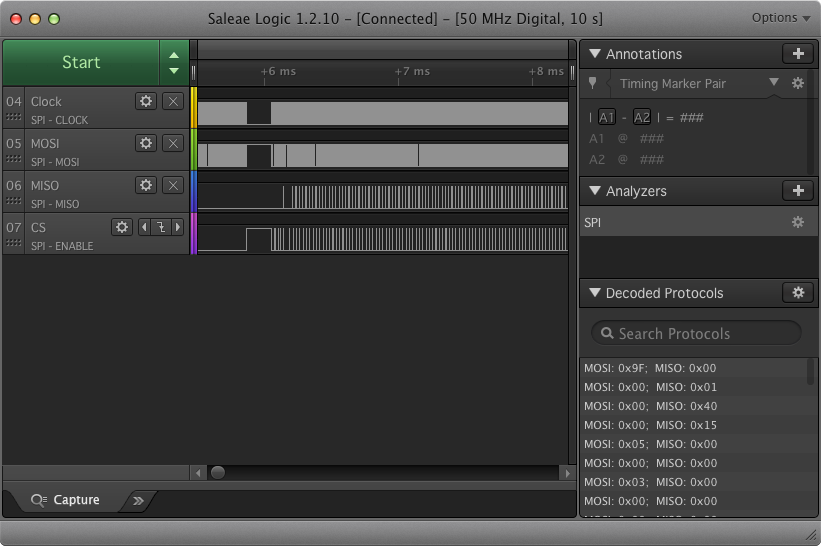 Saleae Logic 1.2.10 – [Connected] – [50 MHz Digital, 10 s]
Options
Start
+6 ms
+7 ms
+8 ms
04 Clock
SPI - CLOCK
05 MOSI
SPI - MOSI
06 MISO
SPI - MISO
07 CS
SPI - ENABLE
Capture
Annotations
Timing Marker Pair
| A1 - A2 | = ###
A1 @ ###
A2 @ ###
Analyzers
SPI
Decoded Protocols
Search Protocols
MOSI: 0x9F; MISO: 0x00
MOSI: 0x00; MISO: 0x01
MOSI: 0x00; MISO: 0x40
MOSI: 0x00; MISO: 0x15
MOSI: 0x05; MISO: 0x00
MOSI: 0x00; MISO: 0x00
MOSI: 0x03; MISO: 0x00
MOSI: 0x00; MISO: 0x00